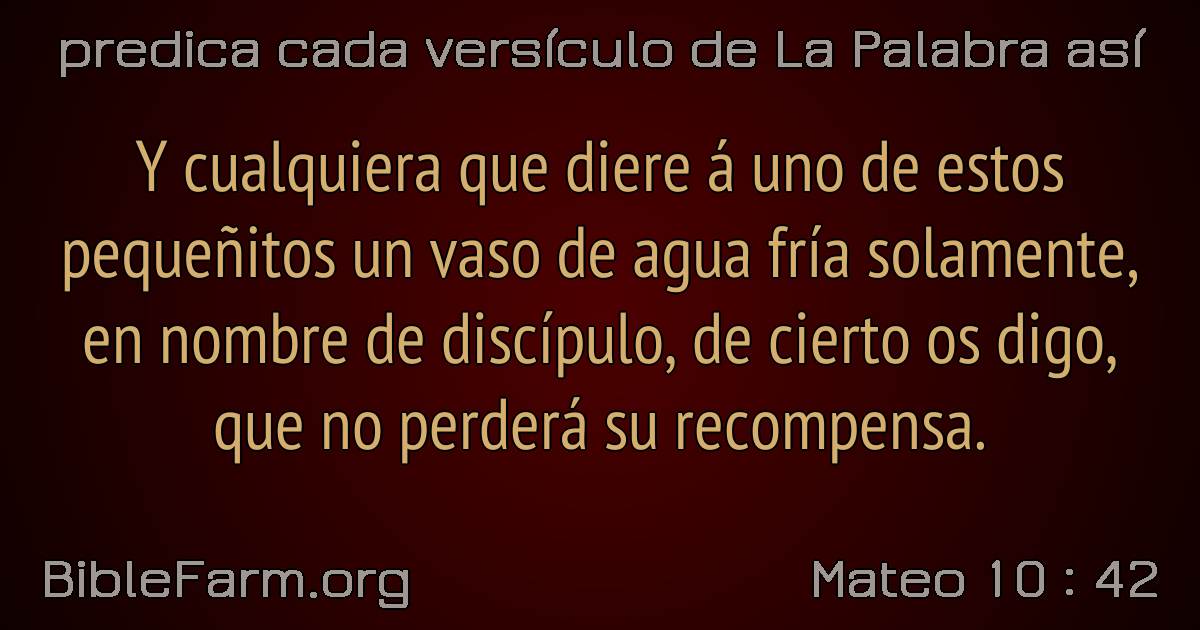 predica cada versículo de La Palabra así
Y cualquiera que diere á uno de estos
pequeñitos un vaso de agua fría solamente,
en nombre de discípulo, de cierto os digo,
que no perderá su recompensa.
BibleFarm.org
Mateo 10 : 42